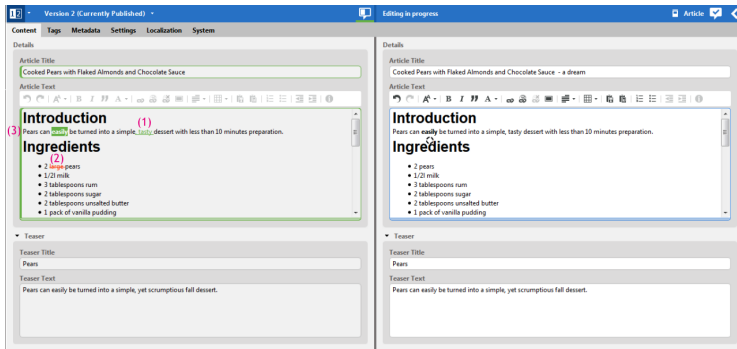 Version 2 (Currently Published)
Editing in progress
Article
Content Tags Metadata Settings Localization System
Details
Article Title
Cooked Pears with Flaked Almonds and Chocolate Sauce
Article Text
Introduction
(1)
(3) Pears can easily be turned into a simple, tasty dessert with less than 10 minutes preparation.
Ingredients
(2)
2 large pears
1/2l milk
3 tablespoons rum
2 tablespoons sugar
2 tablespoons unsalted butter
1 pack of vanilla pudding
Teaser
Teaser Title
Pears
Teaser Text
Pears can easily be turned into a simple, yet scrumptious fall dessert.
Details
Article Title
Cooked Pears with Flaked Almonds and Chocolate Sauce - a dream
Article Text
Introduction
Pears can easily be turned into a simple, tasty dessert with less than 10 minutes preparation.
Ingredients
2 pears
1/2l milk
3 tablespoons rum
2 tablespoons sugar
2 tablespoons unsalted butter
1 pack of vanilla pudding
Teaser
Teaser Title
Pears
Teaser Text
Pears can easily be turned into a simple, yet scrumptious fall dessert.